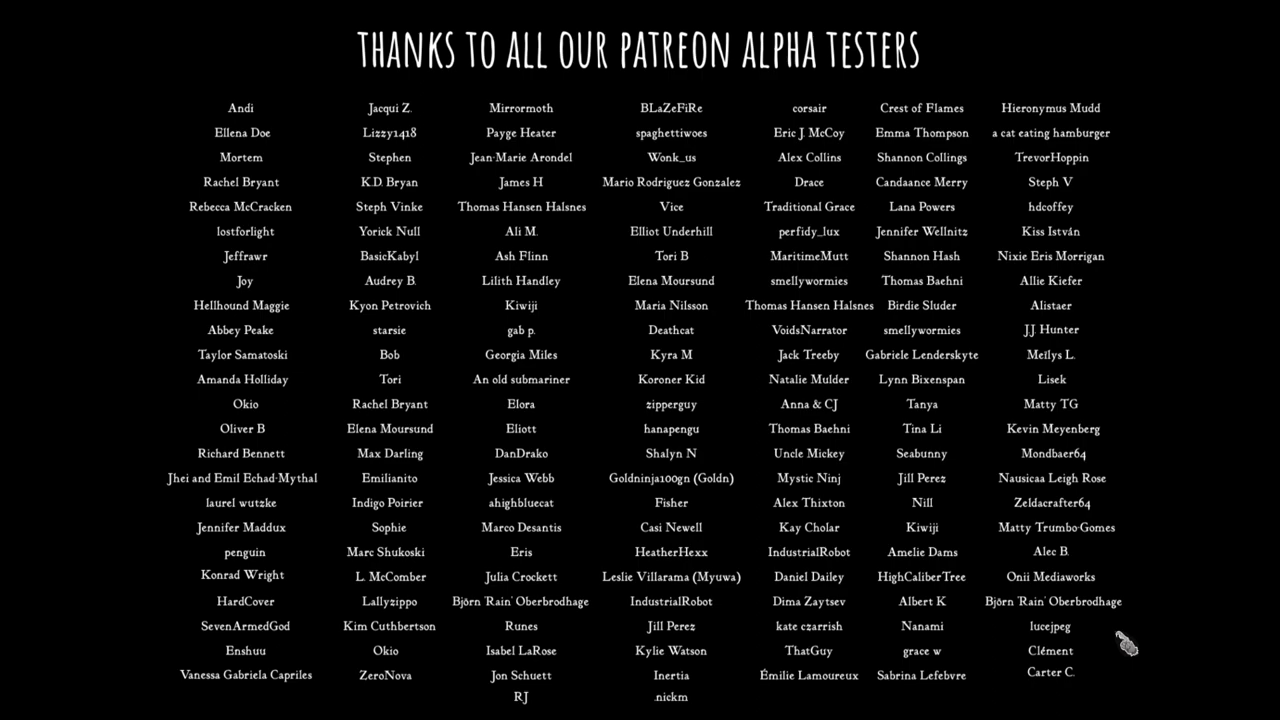 THANKS TO ALL OUR PATREON ALPHA TESTERS
Andi Jacqui Z. Mirrormoth BLaZeFiRe corsair Crest of Flames Hieronymus Mudd
Ellena Doe Lizzy1418 Payge Heater spaghettiwoes Eric J. McCoy Emma Thompson a cat eating hamburger
Mortem Stephen Jean-Marie Arondel Wonk_us Alex Collins Shannon Collings TrevorHoppin
Rachel Bryant K.D. Bryan James H Mario Rodriguez Gonzalez Drace Candaance Merry Steph V
Rebecca McCracken Steph Vinke Thomas Hansen Halsnes Vice Traditional Grace Lana Powers hdcoffey
lostforlight Yorick Null Ali M. Elliot Underhill perfidy_lux Jennifer Wellnitz Kiss István
Jeffrawr BasicKabyl Ash Flinn Tori B MaritimeMutt Shannon Hash Nixie Eris Morrigan
Joy Audrey B. Lilith Handley Elena Moursund smellywormies Thomas Baehni Allie Kiefer
Hellhound Maggie Kyon Petrovich Kiwiji Maria Nilsson Thomas Hansen Halsnes Birdie Sluder Alistaer
Abbey Peake starsie gab p. Deathcat VoidsNarrator smellywormies J.J. Hunter
Taylor Samatoski Bob Georgia Miles Kyra M Jack Treeby Gabriele Lenderskyte Meïlys L.
Amanda Holliday Tori An old submariner Koroner Kid Natalie Mulder Lynn Bixenspan Lisek
Okio Rachel Bryant Elora zipperguy Anna & CJ Tanya Matty TG
Oliver B Elena Moursund Eliott hanapengu Thomas Baehni Tina Li Kevin Meyenberg
Richard Bennett Max Darling DanDrako Shalyn N Uncle Mickey Seabunny Mondbaer64
Jhei and Emil Echad-Mythal Emilianito Jessica Webb Goldninja100gn (Goldn) Mystic Ninj Jill Perez Nausicaa Leigh Rose
laurel wutzke Indigo Poirier ahighbluecat Fisher Alex Thixton Nill Zeldacrafter64
Jennifer Maddux Sophie Marco Desantis Casi Newell Kay Cholar Kiwiji Matty Trumbo-Gomes
penguin Marc Shukoski Eris HeatherHexx IndustrialRobot Amelie Dams Alec B.
Konrad Wright L. McComber Julia Crockett Leslie Villarama (Myuwa) Daniel Dailey HighCaliberTree Onii Mediaworks
HardCover Lallyzippo Björn 'Rain' Oberbrodhage IndustrialRobot Dima Zaytsev Albert K Björn 'Rain' Oberbrodhage
SevenArmedGod Kim Cuthbertson Runes Jill Perez kate czarrish Nanami lucejpeg
Enshuu Okio Isabel LaRose Kylie Watson ThatGuy grace w Clément
Vanessa Gabriela Capriles ZeroNova Jon Schuett Inertia Émilie Lamoureux Sabrina Lefebvre Carter C.
RJ .nickm